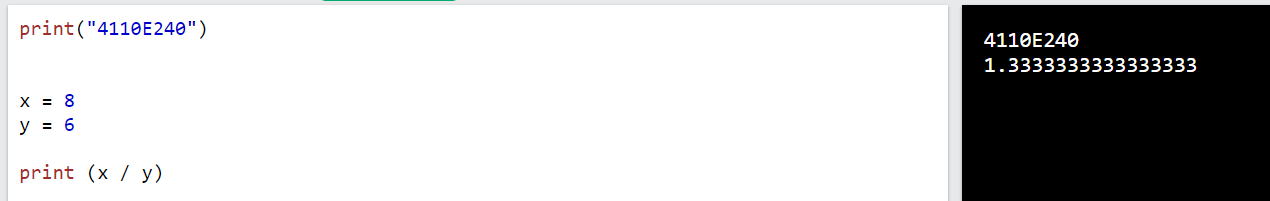 print("4110E240")
x = 8
y = 6
print (x / y)
4110E240
1.3333333333333333